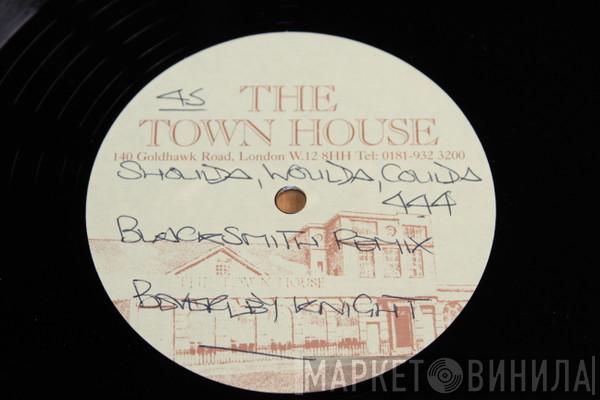 45
THE
TOWN HOUSE
140 Goldhawk Road, London W.12 8HH Tel: 0181-932 3200
SHOULDA, WOULDA, COULDA
444
BLACKSMITH REMIX
THE TOWN HOUSE
BEVERLEY KNIGHT
МАРКЕТ ВИНИЛА